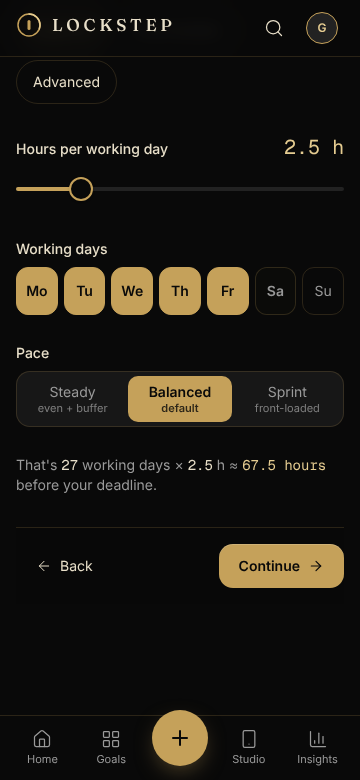 LOCKSTEP
G
Advanced
Hours per working day 2.5 h
Working days
Mo Tu We Th Fr Sa Su
Pace
Steady Balanced Sprint
even + buffer default front-loaded
That's 27 working days × 2.5 h ≈ 67.5 hours
before your deadline.
← Back Continue →
Home Goals + Studio Insights